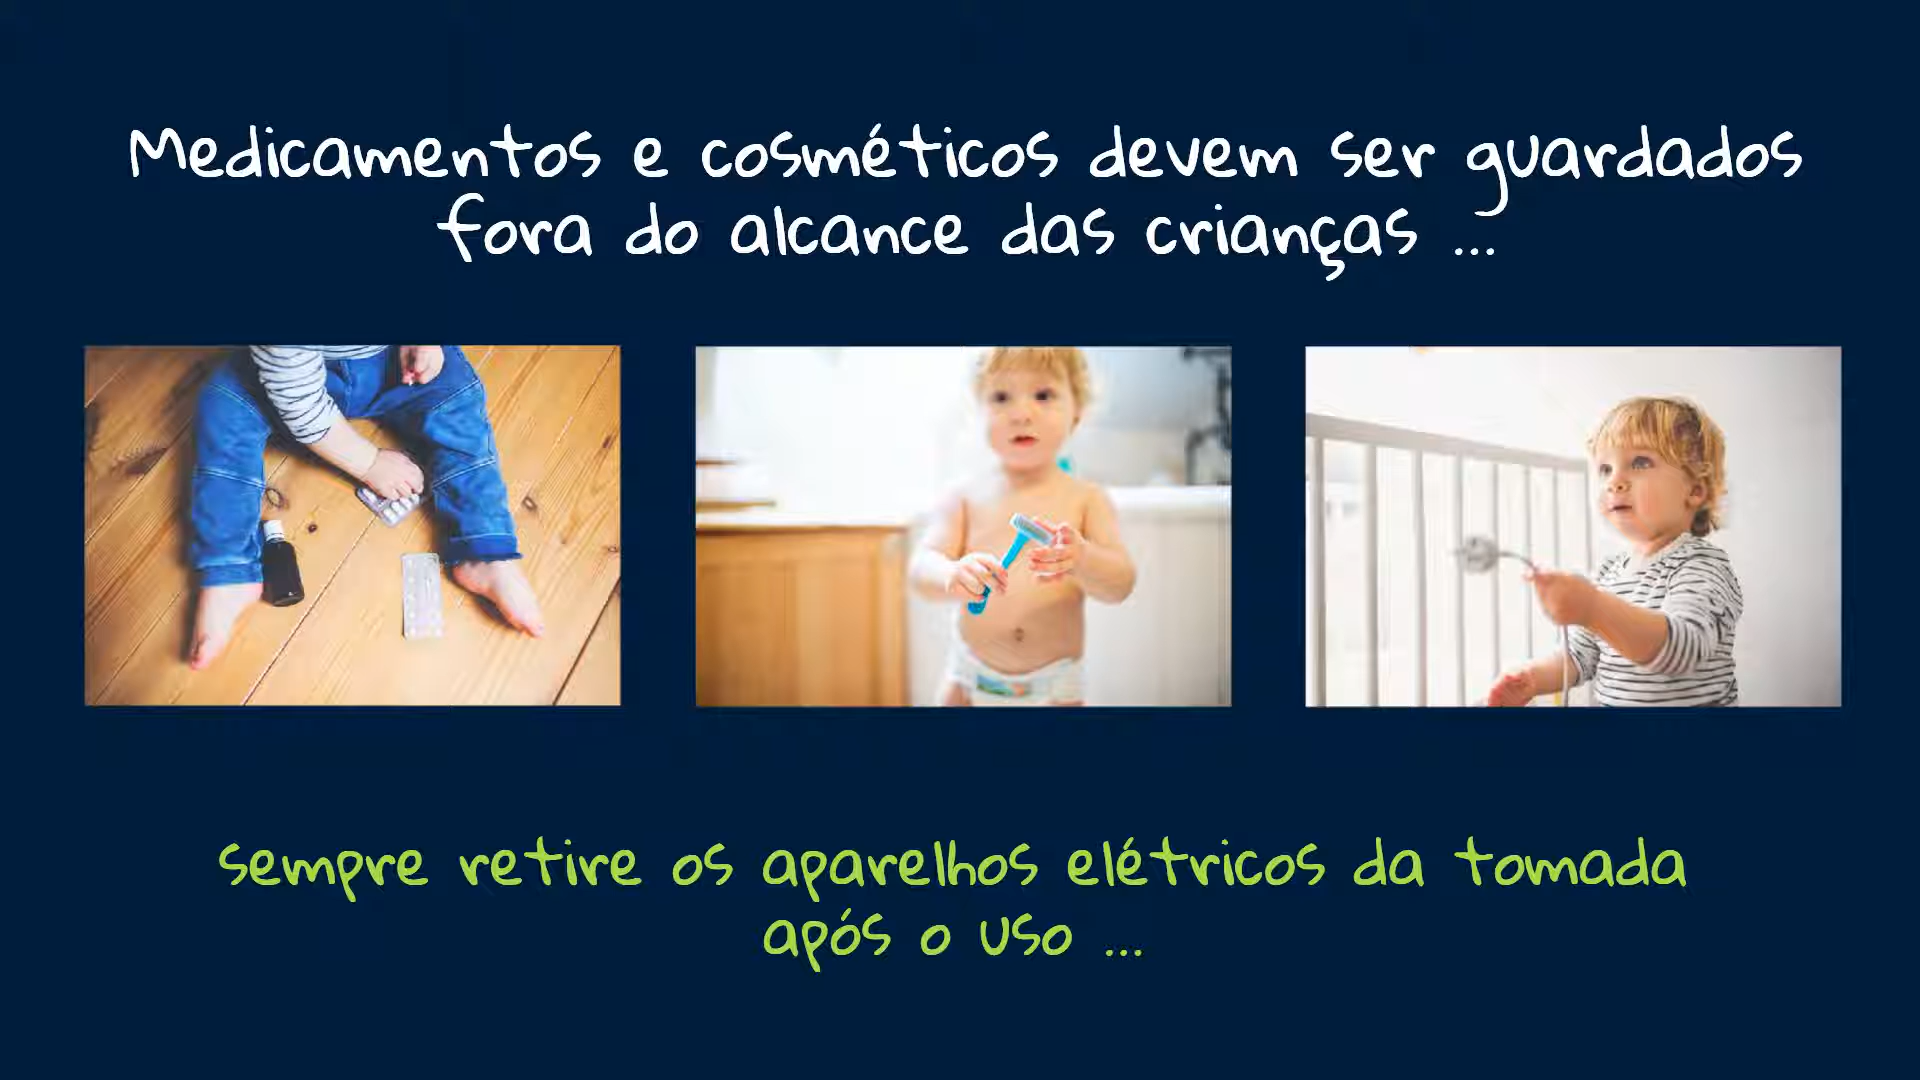 Medicamentos e cosméticos devem ser guardados
fora do alcance das crianças ...
sempre retire os aparelhos elétricos da tomada
após o uso ...